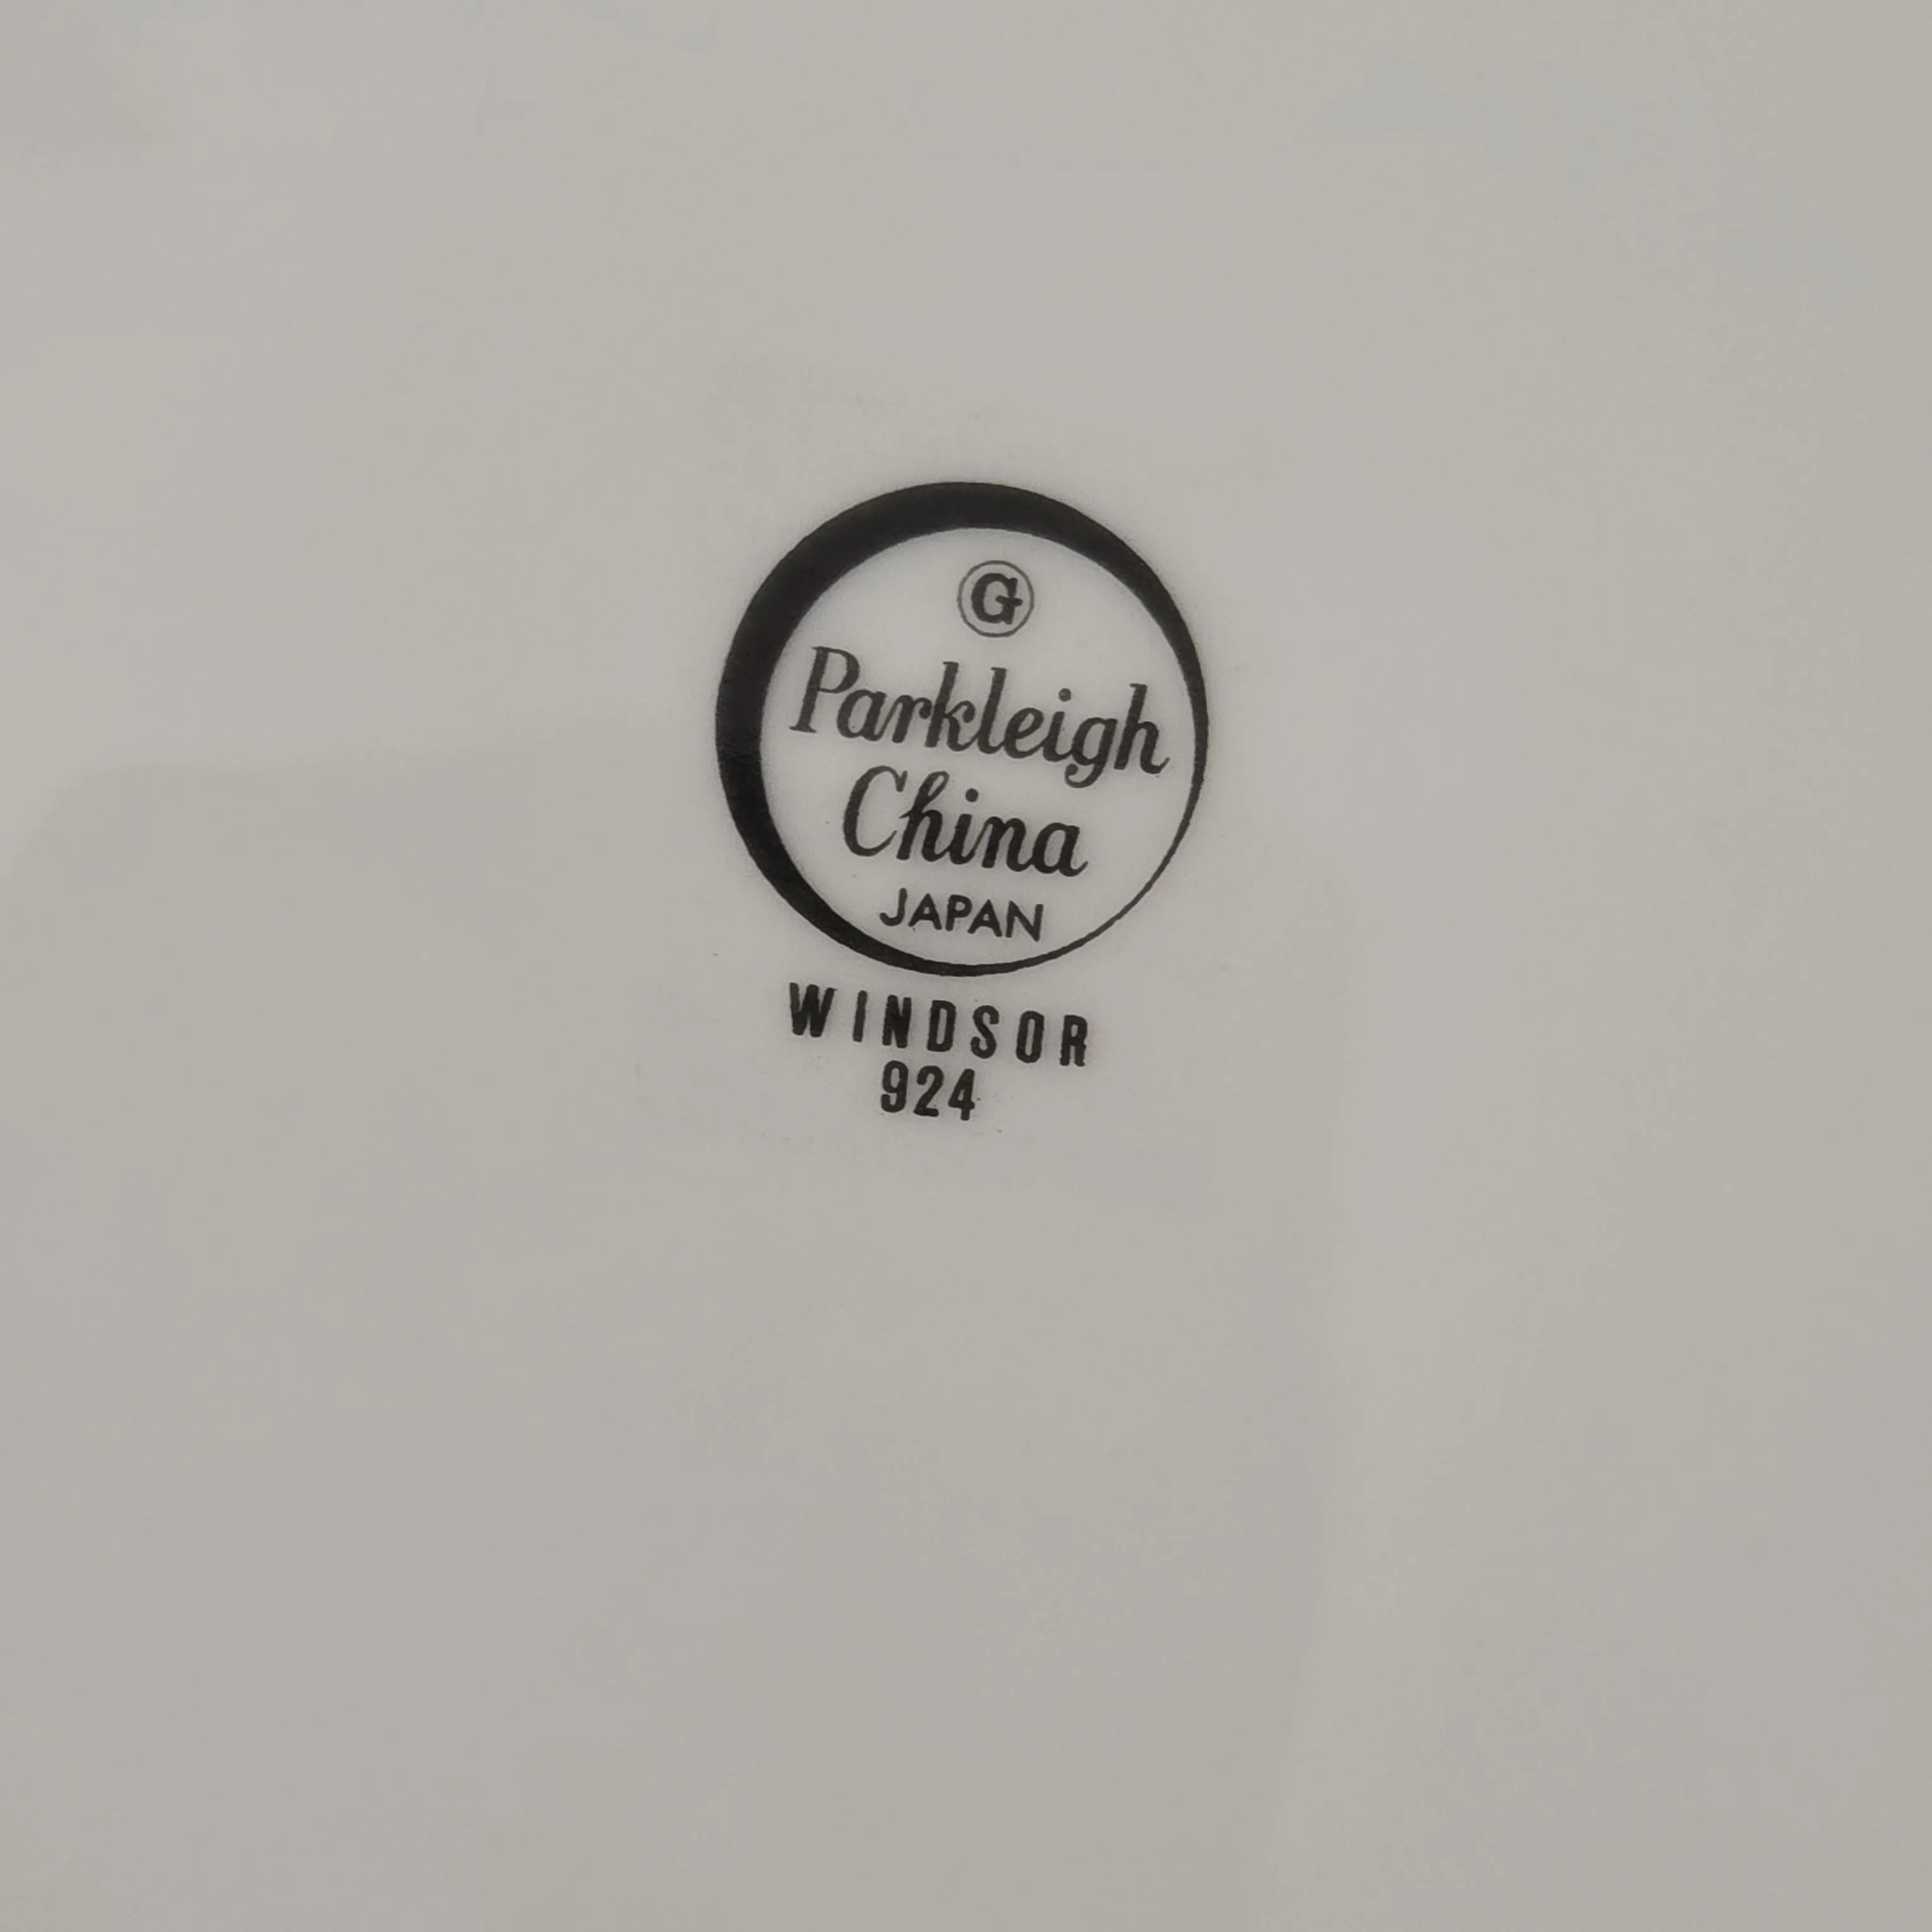 G
Parkleigh
China
JAPAN
WINDSOR
924